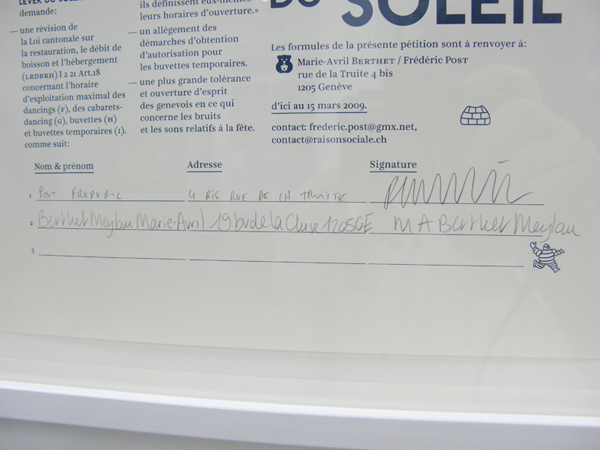 LEVER DU SOLEIL
demande:
— une révision de
la Loi cantonale sur
la restauration, le débit de
boisson et l'hébergement
(LRDBBH) I 2 21 Art.18
concernant l'horaire
d'exploitation maximal des
dancings (F), des cabarets-
dancing (G), buvettes (H)
et buvettes temporaires (I).
comme suit:
leurs horaires d'ouverture.»
— un allègement des
démarches d'obtention
d'autorisation pour
les buvettes temporaires.
— une plus grande tolérance
et ouverture d'esprit
des genevois en ce qui
concerne les bruits
et les sons relatifs à la fête.
DU SOLEIL
Les formules de la présente pétition sont à renvoyer à:
Marie-Avril BERTHET / Frédéric POST
rue de la Truite 4 bis
1205 Genève
d'ici au 15 mars 2009.
contact: frederic.post@gmx.net,
contact@raisonsociale.ch
Nom & prénom Adresse Signature
1. POST FREDERIC 4 BIS RUE DE LA TRUITE
2. Berthet Meylan Marie-Avril 19 bvd de la Cluse 1205 GE M A Berthet Meylan
3.